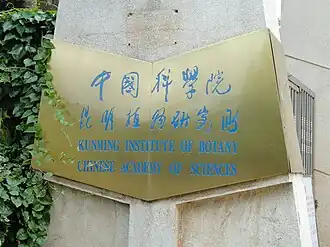 中国科學院
昆明植物研究所
KUNMING INSTITUTE OF BOTANY
CHINESE ACADEMY OF SCIENCES